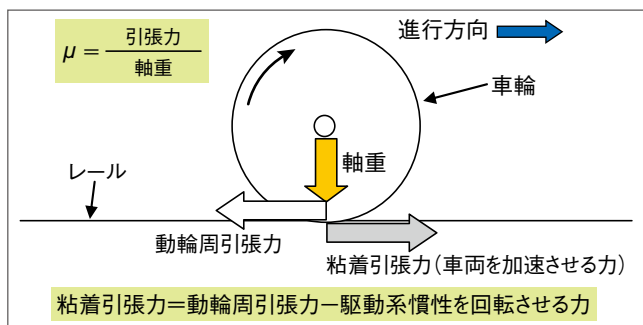 μ = 引張力 / 軸重
進行方向
車輪
軸重
レール
動輪周引張力
粘着引張力(車両を加速させる力)
粘着引張力=動輪周引張力-駆動系慣性を回転させる力